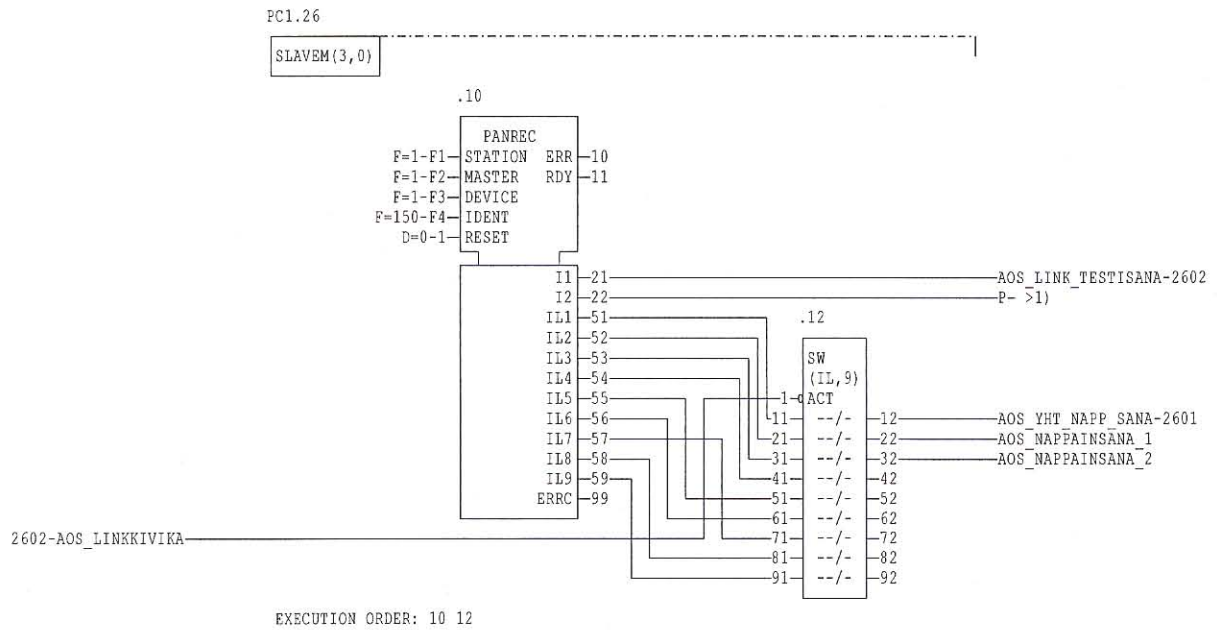 PC1.26
SLAVEM(3,0)
.10
PANREC
F=1-F1 STATION ERR 10
F=1-F2 MASTER RDY 11
F=1-F3 DEVICE
F=150-F4 IDENT
D=0-1 RESET
I1 21 AOS_LINK_TESTISANA-2602
I2 22 P- >1)
IL1 51 .12
IL2 52
IL3 53 SW
IL4 54 (IL,9)
IL5 55 1 ACT
IL6 56 11 --/- 12 AOS_YHT_NAPP_SANA-2601
IL7 57 21 --/- 22 AOS_NAPPAINSANA_1
IL8 58 31 --/- 32 AOS_NAPPAINSANA_2
IL9 59 41 --/- 42
ERRC 99 51 --/- 52
61 --/- 62
2602-AOS_LINKKIVIKA 71 --/- 72
81 --/- 82
91 --/- 92
EXECUTION ORDER: 10 12